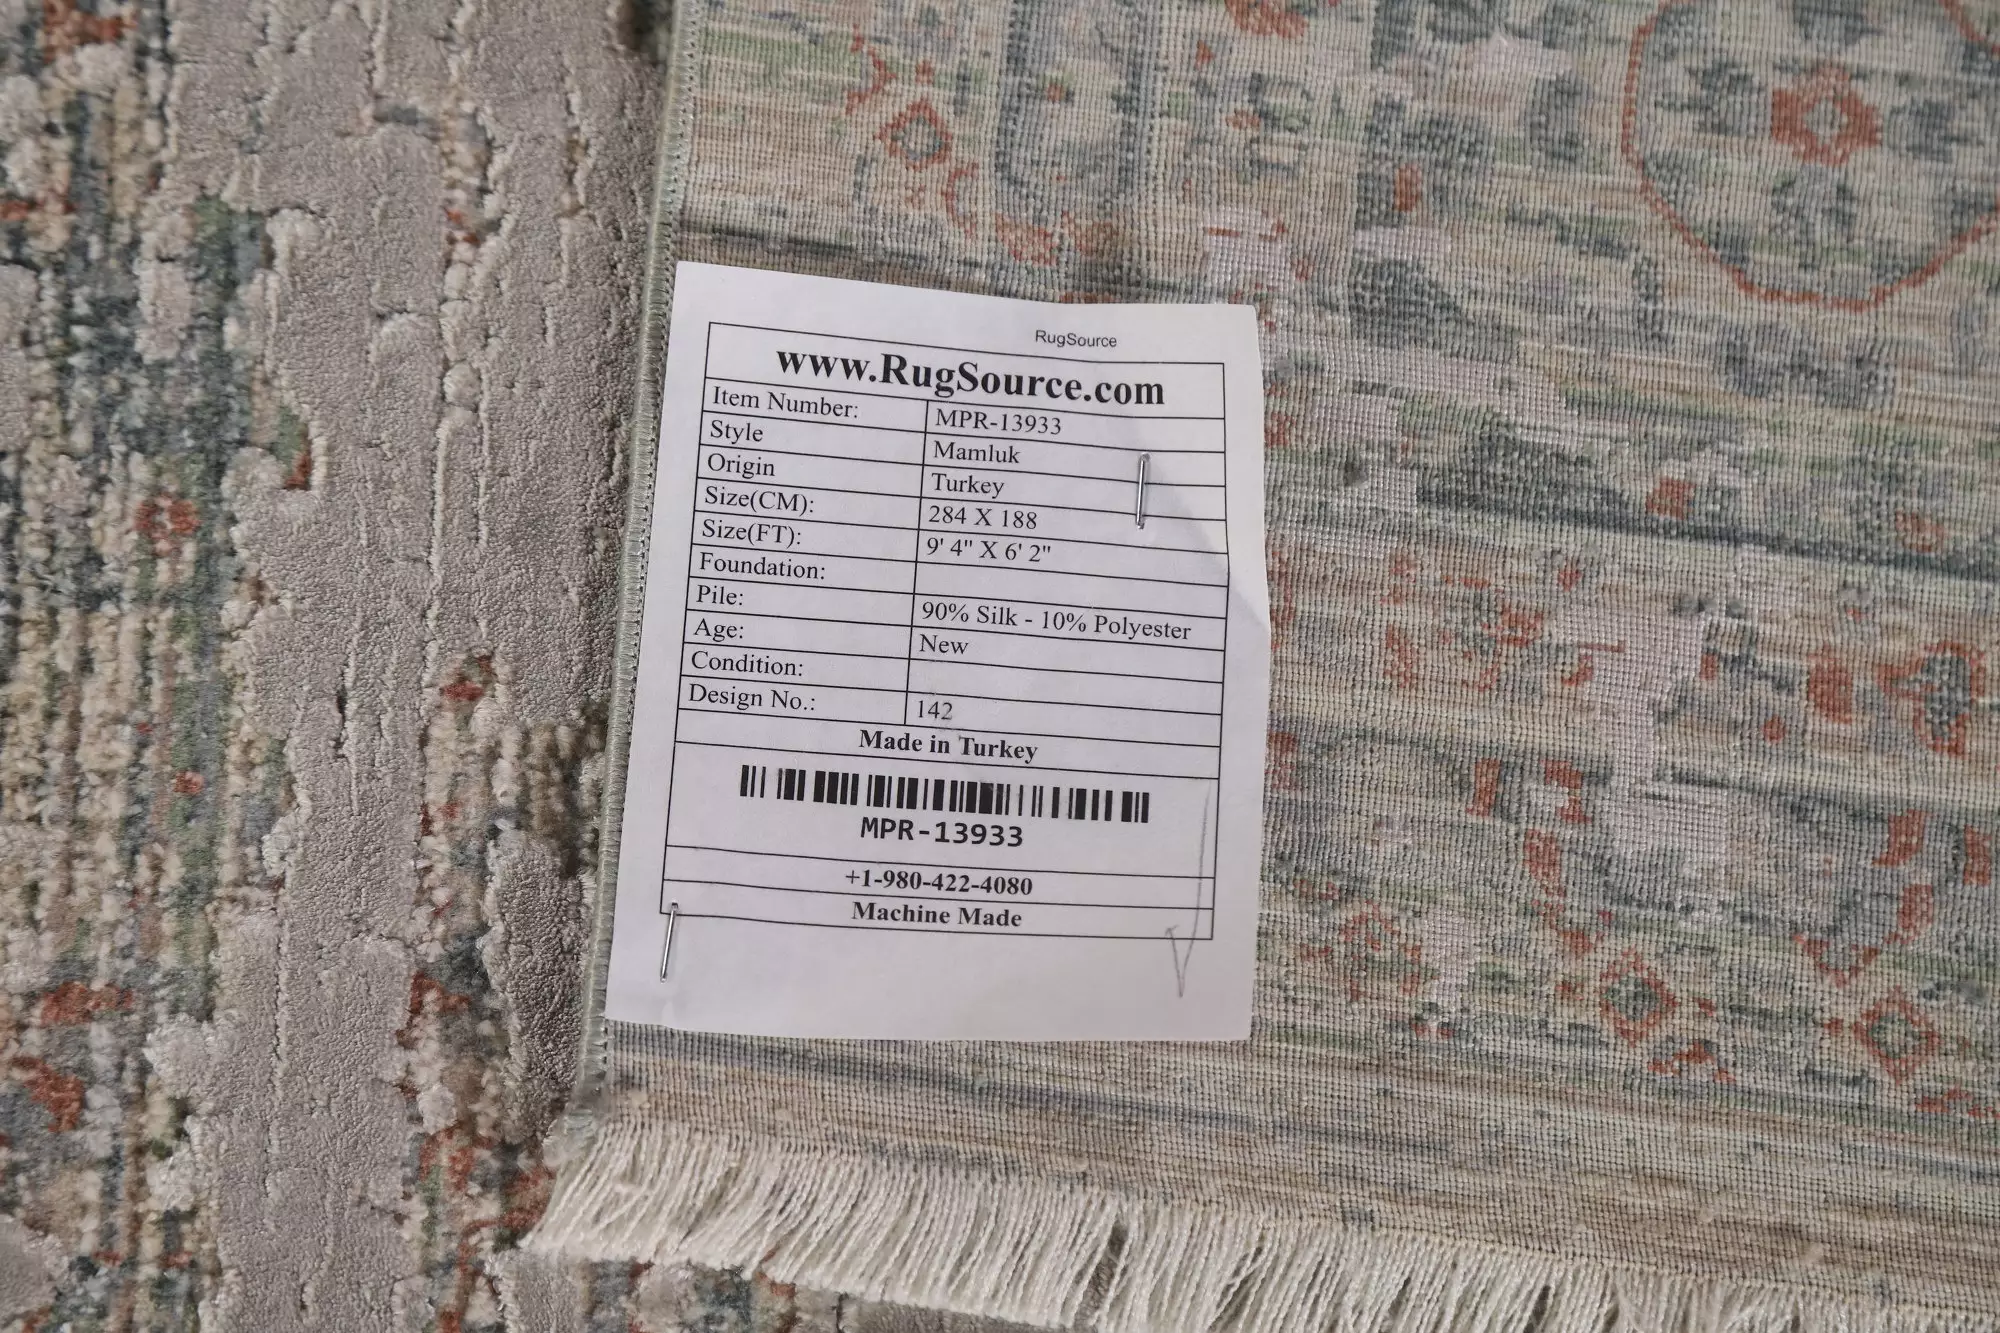 RugSource
www.RugSource.com
Item Number: MPR-13933
Style Mamluk
Origin Turkey
Size(CM): 284 X 188
Size(FT): 9' 4" X 6' 2"
Foundation:
Pile: 90% Silk - 10% Polyester
Age: New
Condition:
Design No.: 142
Made in Turkey
MPR-13933
+1-980-422-4080
Machine Made